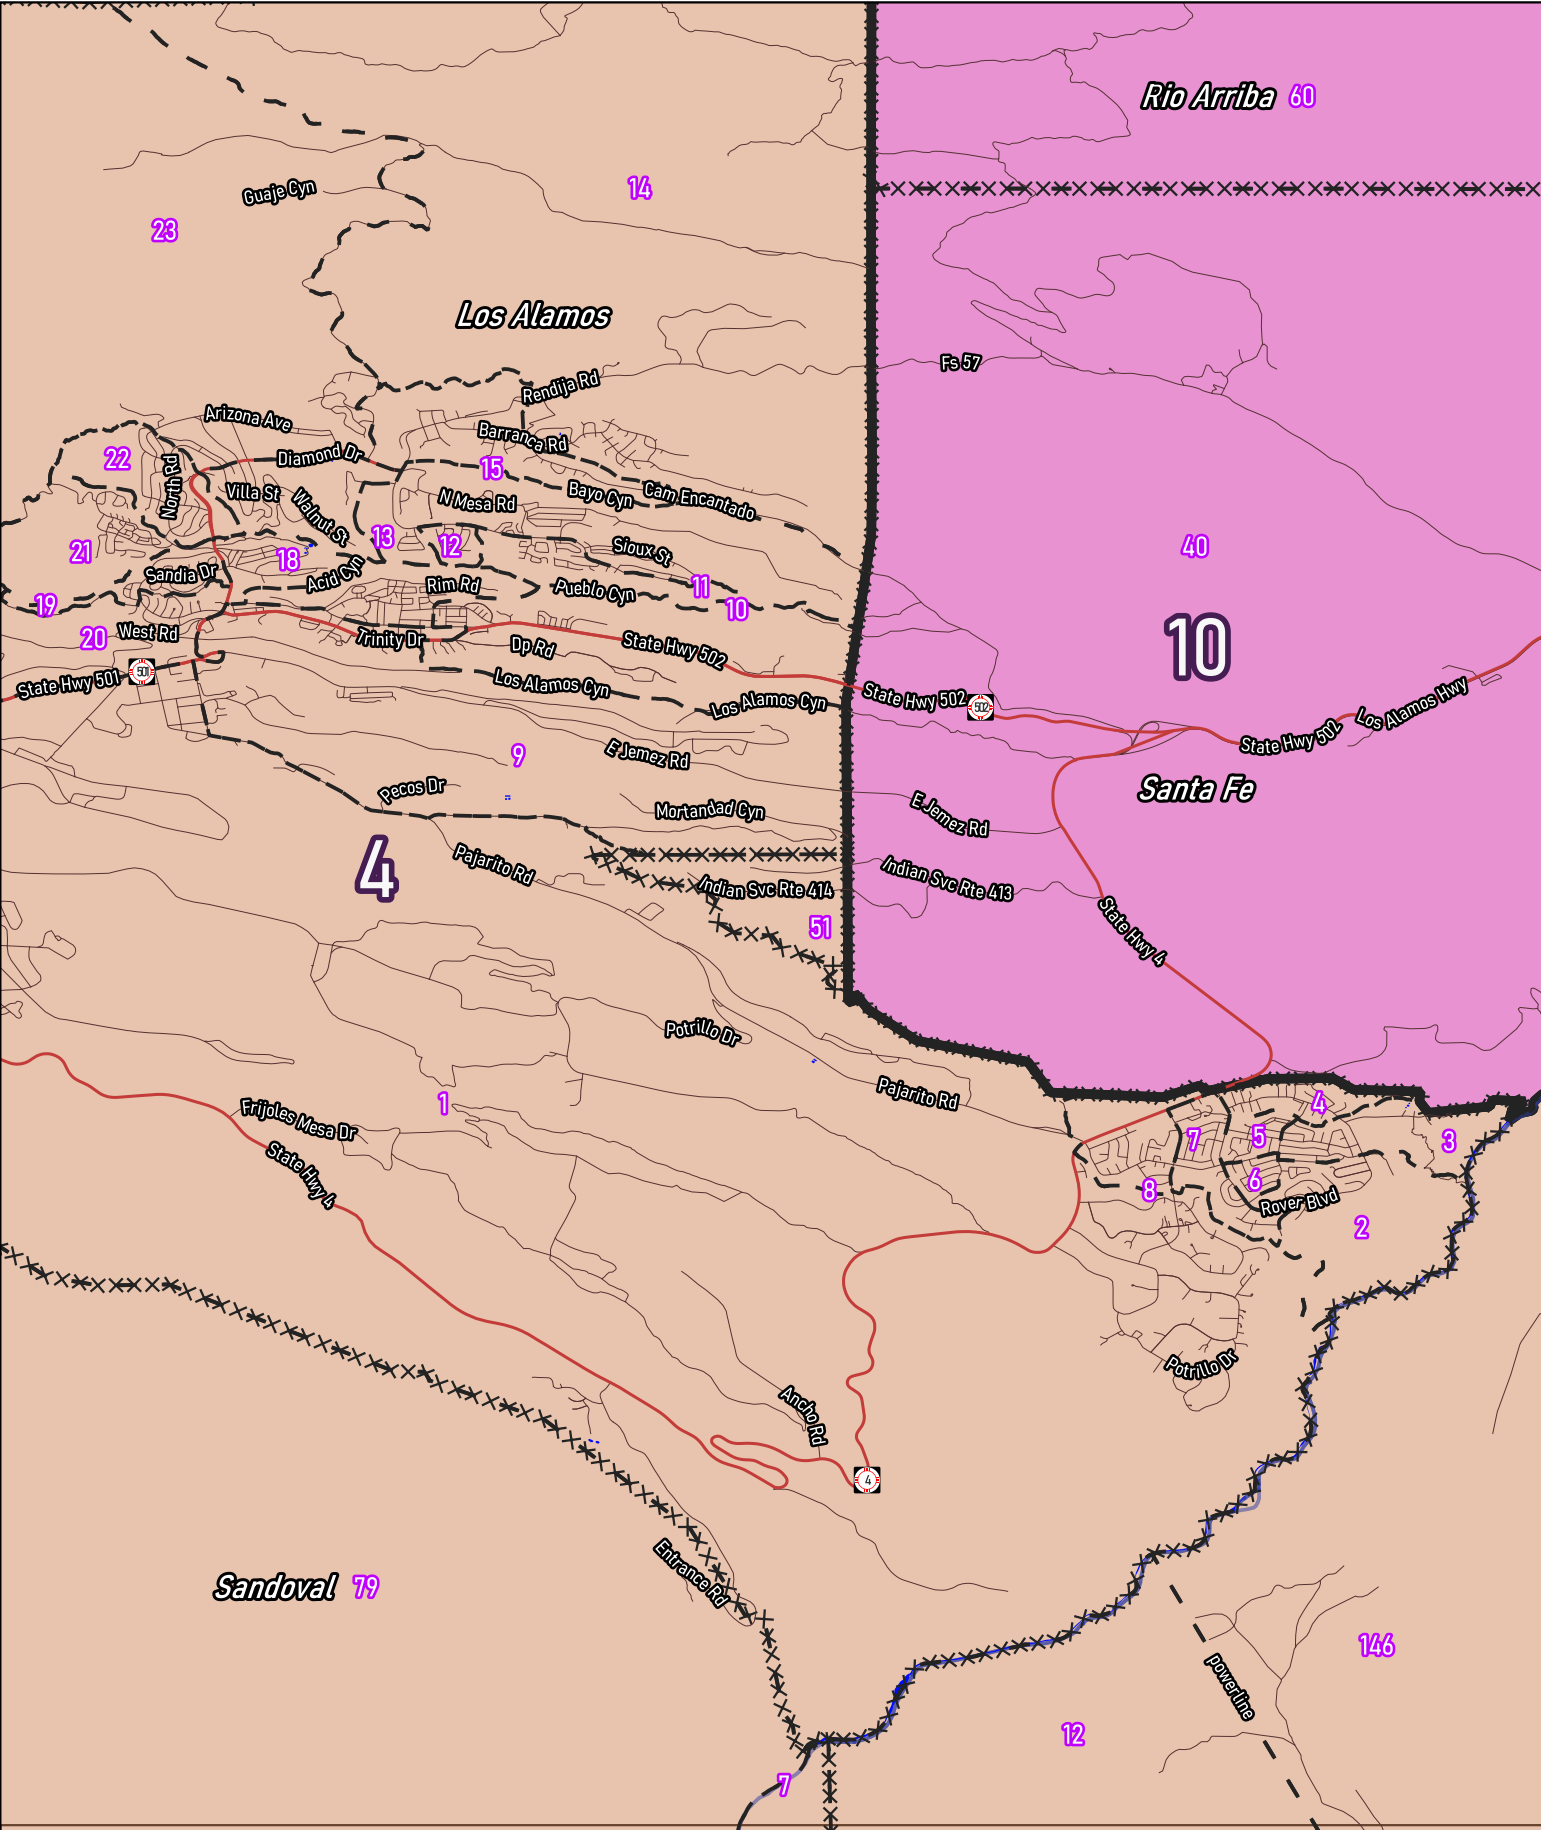 Rio Arriba 60
14
Guaje Cyn
23
Los Alamos
Fs 57
Rendija Rd
Arizona Ave
Barranca Rd
Diamond Dr
22
15
North Rd
Villa St
Walnut St
N Mesa Rd
Bayo Cyn
Cam Encantado
13
12
21
18
Sioux St
40
Sandia Dr
Acid Cyn
Rim Rd
Pueblo Cyn
11
10
19
20
West Rd
Trinity Dr
Dp Rd
State Hwy 502
10
State Hwy 501
501
Los Alamos Cyn
Los Alamos Cyn
State Hwy 502
502
Los Alamos Hwy
State Hwy 502
9
E Jemez Rd
Santa Fe
Pecos Dr
Mortandad Cyn
E Jemez Rd
4
Pajarito Rd
Indian Svc Rte 414
Indian Svc Rte 413
51
State Hwy 4
Potrillo Dr
Pajarito Rd
1
4
Frijoles Mesa Dr
7
5
3
State Hwy 4
8
6
Rover Blvd
2
Potrillo Dr
Ancho Rd
4
Entrance Rd
Sandoval 79
146
powerline
12
7